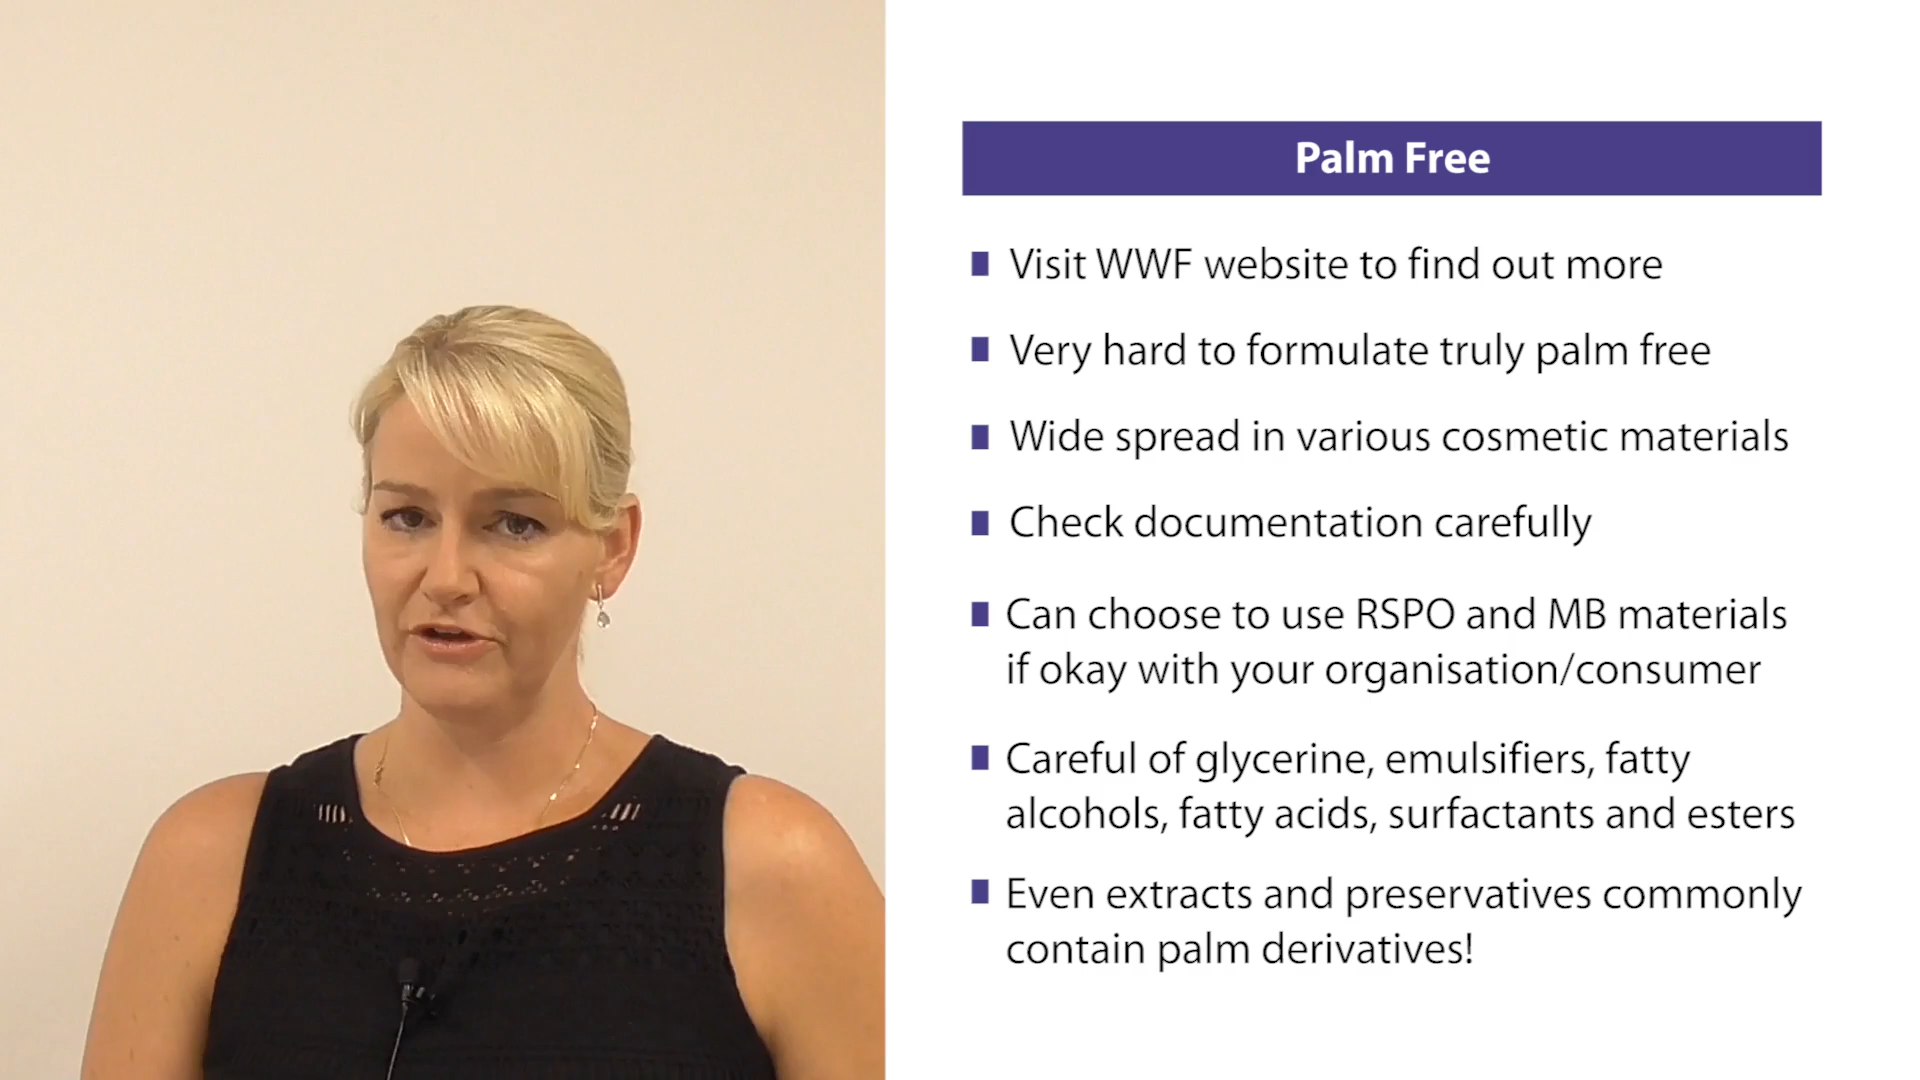 Palm Free
Visit WWF website to find out more
Very hard to formulate truly palm free
Wide spread in various cosmetic materials
Check documentation carefully
Can choose to use RSPO and MB materials
if okay with your organisation/consumer
Careful of glycerine, emulsifiers, fatty
alcohols, fatty acids, surfactants and esters
Even extracts and preservatives commonly
contain palm derivatives!